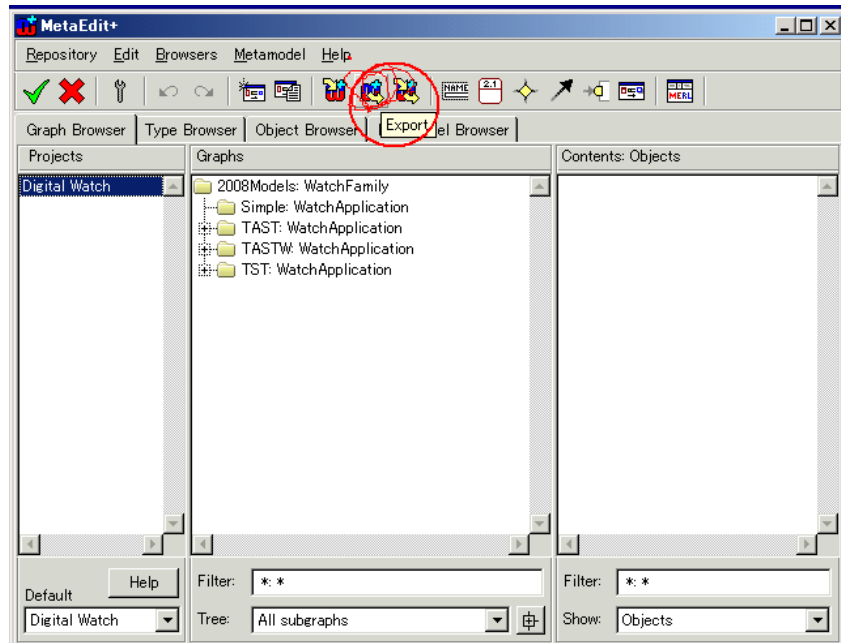 MetaEdit+
Repository Edit Browsers Metamodel Help
NAME 2.1 MERL
Graph Browser Type Browser Object Browser el Browser
Export
Projects Graphs Contents: Objects
Digital Watch
2008Models: WatchFamily
Simple: WatchApplication
TAST: WatchApplication
TASTW: WatchApplication
TST: WatchApplication
Default Help Filter: *: * Filter: *: *
Digital Watch Tree: All subgraphs Show: Objects